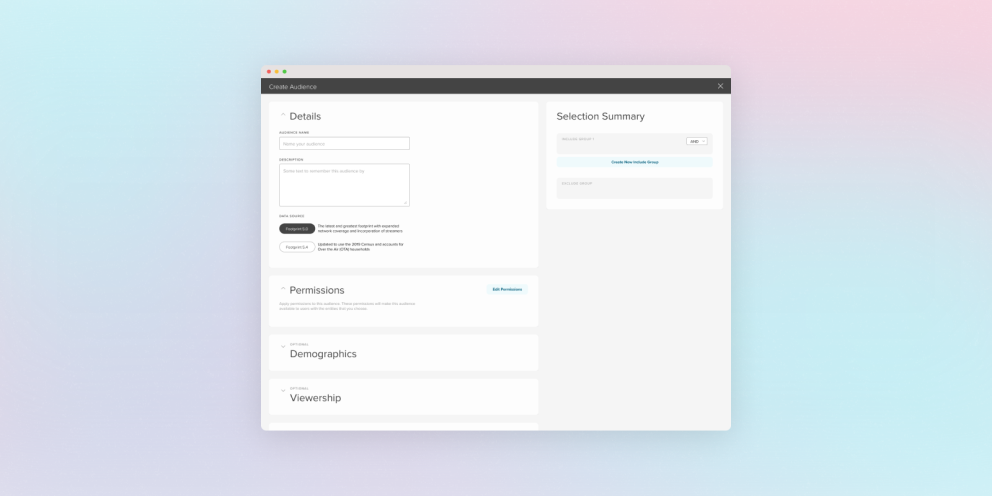 Create Audience
Details
AUDIENCE NAME
Name your audience
DESCRIPTION
Some text to remember this audience by
DATA SOURCE
Footprint 5.0
The latest and greatest footprint with expanded
network coverage and incorporation of streamers
Footprint 5.4
Updated to use the 2010 Census and accounts for
Over the Air (OTA) households
Permissions
Edit Permissions
Apply permissions to this audience. These permissions will make this audience
available to users with the entities that you choose.
OPTIONAL
Demographics
OPTIONAL
Viewership
Selection Summary
INCLUDE GROUP 1
AND
Create New Include Group
EXCLUDE GROUP